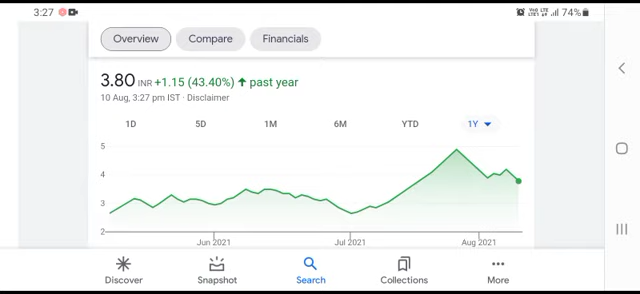 3:27 74%
Overview Compare Financials
3.80 INR +1.15 (43.40%) ↑ past year
10 Aug, 3:27 pm IST · Disclaimer
1D 5D 1M 6M YTD 1Y
5
4
3
2
Jun 2021 Jul 2021 Aug 2021
Discover Snapshot Search Collections More